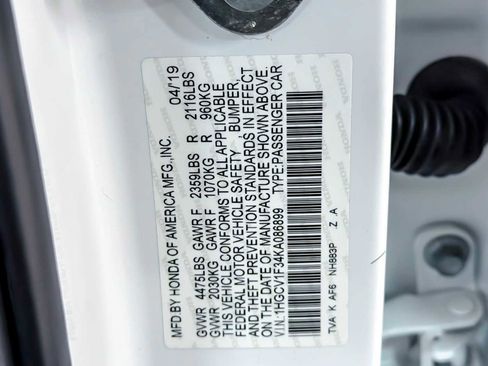 MFD.BY HONDA OF AMERICA MFG.,INC. 04/19
GVWR 4475LBS GAWR F 2359LBS R 2116LBS
GVWR 2030KG GAWR F 1070KG R 960KG
THIS VEHICLE CONFORMS TO ALL APPLICABLE
FEDERAL MOTOR VEHICLE SAFETY, BUMPER,
AND THEFT PREVENTION STANDARDS IN EFFECT
ON THE DATE OF MANUFACTURE SHOWN ABOVE.
V.I.N.:1HGCV1F34KA086899 TYPE:PASSENGER CAR
TVA K AF6 NH883P Z A